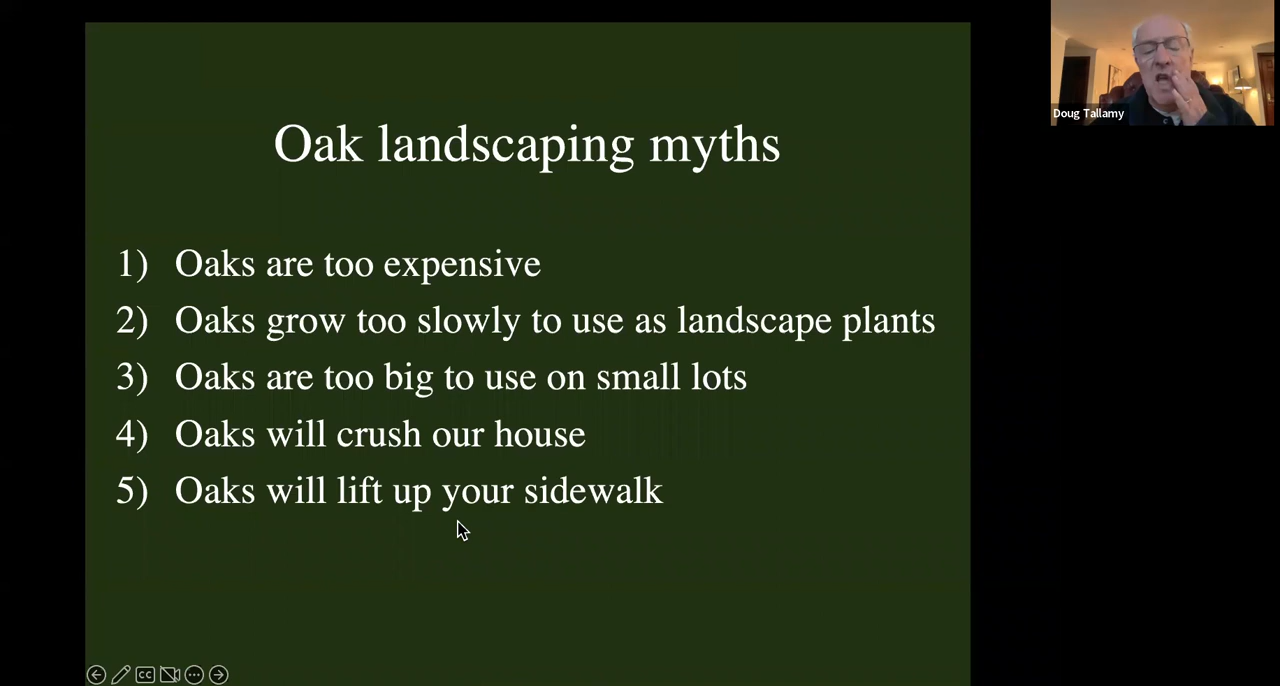 Oak landscaping myths
1) Oaks are too expensive
2) Oaks grow too slowly to use as landscape plants
3) Oaks are too big to use on small lots
4) Oaks will crush our house
5) Oaks will lift up your sidewalk
Doug Tallamy
CC